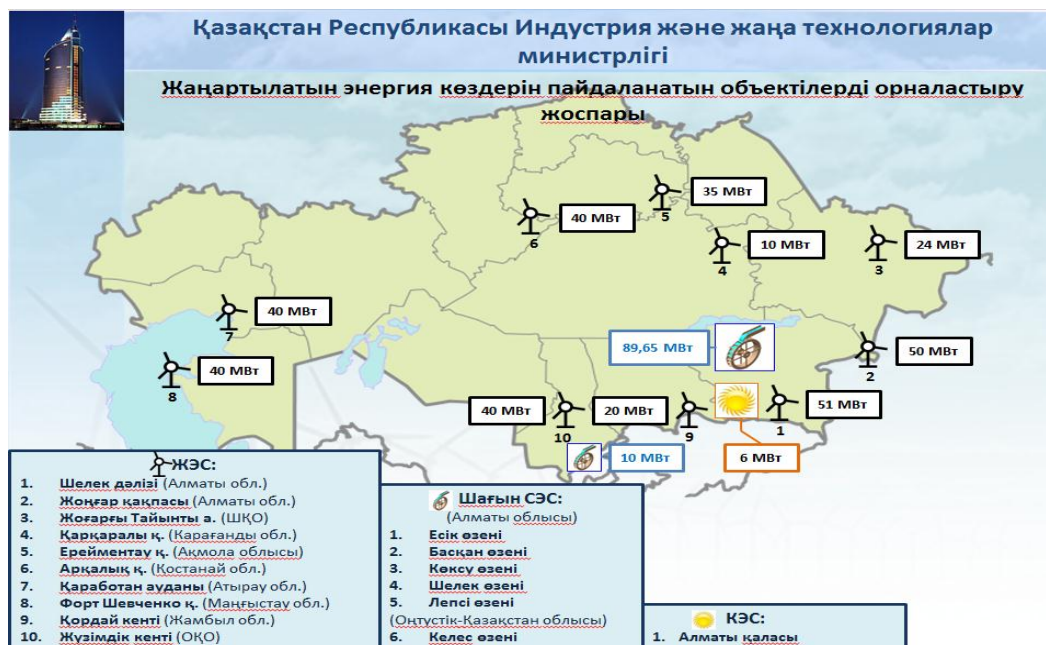 Қазақстан Республикасы Индустрия және жаңа технологиялар
министрлігі
Жаңартылатын энергия көздерін пайдаланатын объектілерді орналастыру
жоспары
35 МВт
5
40 МВт
6
10 МВт
4
24 МВт
3
40 МВт
7
89,65 МВт
50 МВт
2
40 МВт
8
40 МВт
10
20 МВт
9
51 МВт
1
10 МВт
6 МВт
ЖЭС:
1. Шелек дәлізі (Алматы обл.)
2. Жоңғар қақпасы (Алматы обл.)
3. Жоғарғы Тайынты а. (ШҚО)
4. Қарқаралы қ. (Карағанды обл.)
5. Ерейментау қ. (Ақмола облысы)
6. Арқалық қ. (Қостанай обл.)
7. Қаработан ауданы (Атырау обл.)
8. Форт Шевченко қ. (Маңғыстау обл.)
9. Қордай кенті (Жамбыл обл.)
10. Жүзімдік кенті (ОҚО)
Шағын СЭС:
(Алматы облысы)
1. Есік өзені
2. Басқан өзені
3. Көксу өзені
4. Шелек өзені
5. Лепсі өзені
(Оңтүстік-Қазақстан облысы)
6. Келес өзені
КЭС:
1. Алматы қаласы